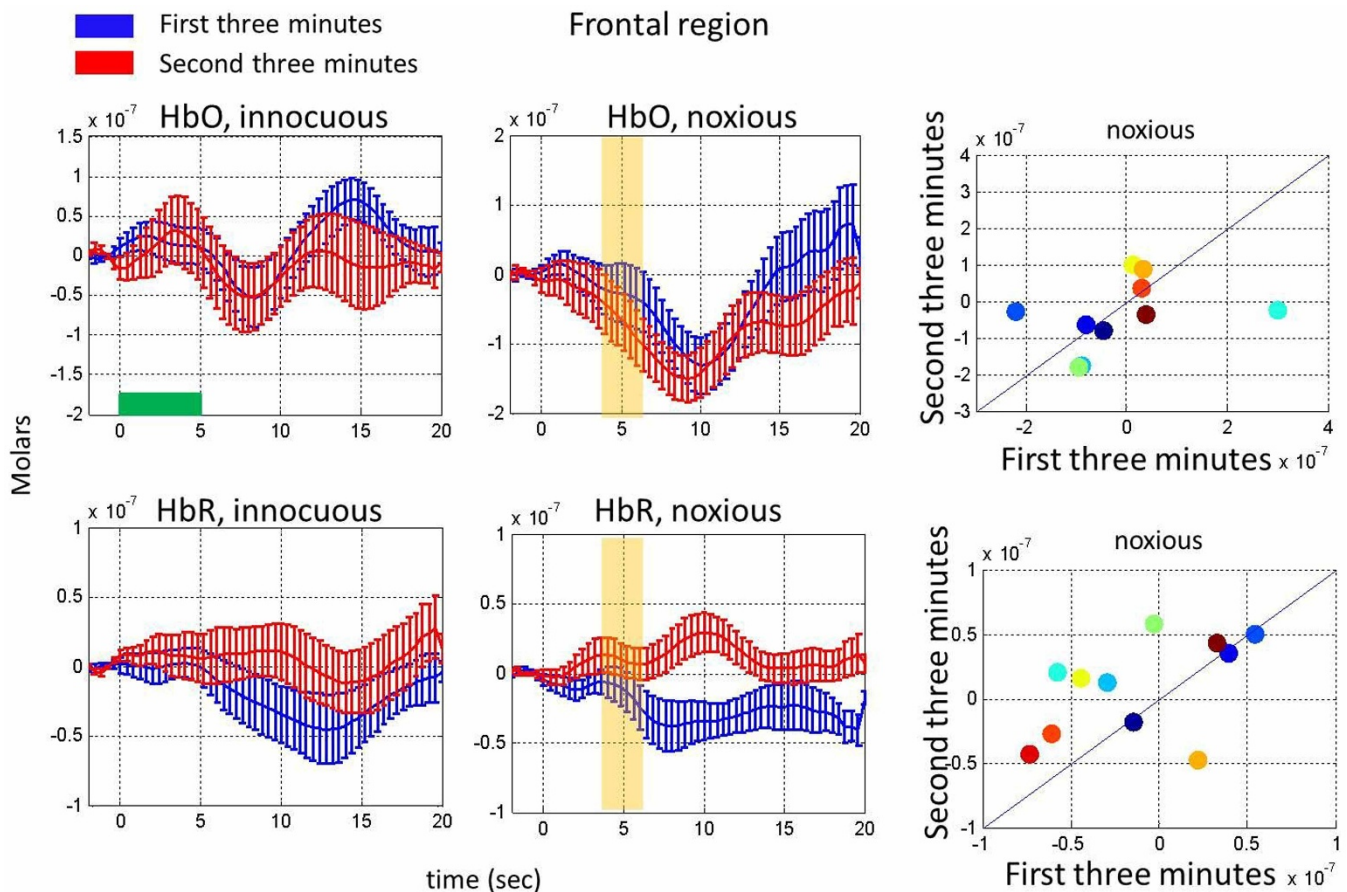 First three minutes
Second three minutes
Frontal region
HbO, innocuous
x 10-7
1.5
1
0.5
0
-0.5
-1
-1.5
-2
0 5 10 15 20
HbO, noxious
x 10-7
2
1
0
-1
-2
0 5 10 15 20
noxious
x 10-7
4
3
2
1
0
-1
-2
-3
-2 0 2 4
Second three minutes
First three minutes x 10-7
Molars
HbR, innocuous
x 10-7
1
0.5
0
-0.5
-1
0 5 10 15 20
HbR, noxious
x 10-7
1
0.5
0
-0.5
-1
0 5 10 15 20
noxious
x 10-7
1
0.5
0
-0.5
-1
-1 -0.5 0 0.5 1
Second three minutes
First three minutes x 10-7
time (sec)